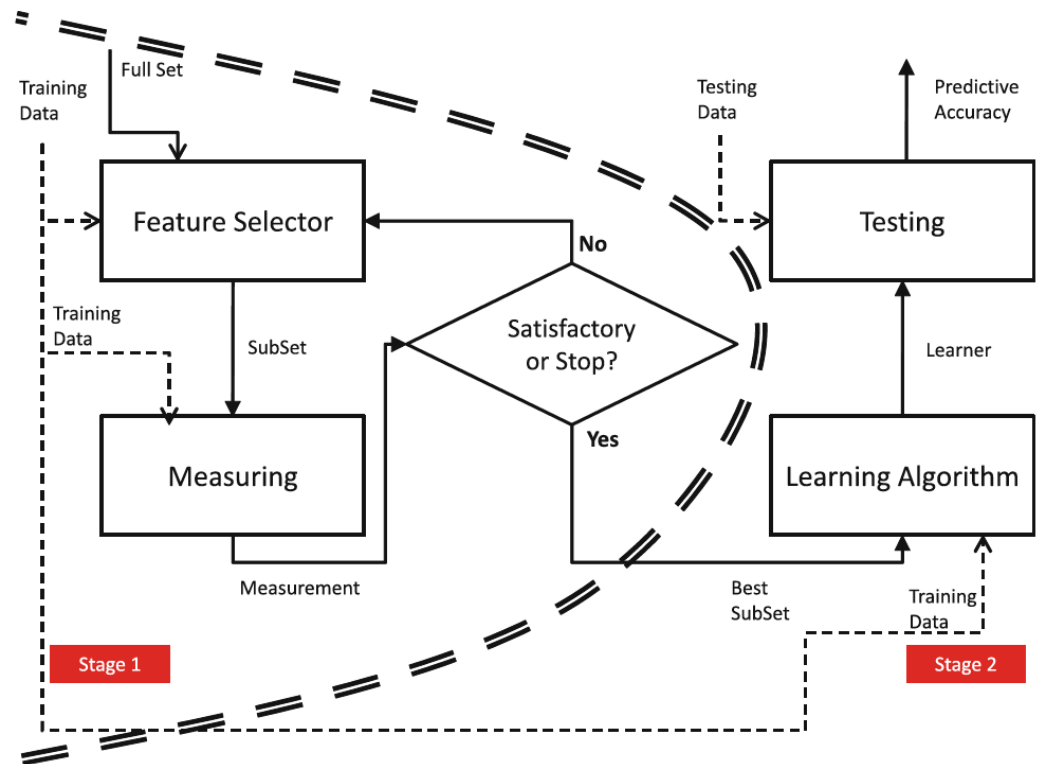 Full Set
Training
Data
Testing
Data
Predictive
Accuracy
Feature Selector
Testing
No
Training
Data
SubSet
Satisfactory
or Stop?
Learner
Yes
Measuring
Learning Algorithm
Measurement
Best
SubSet
Training
Data
Stage 1
Stage 2